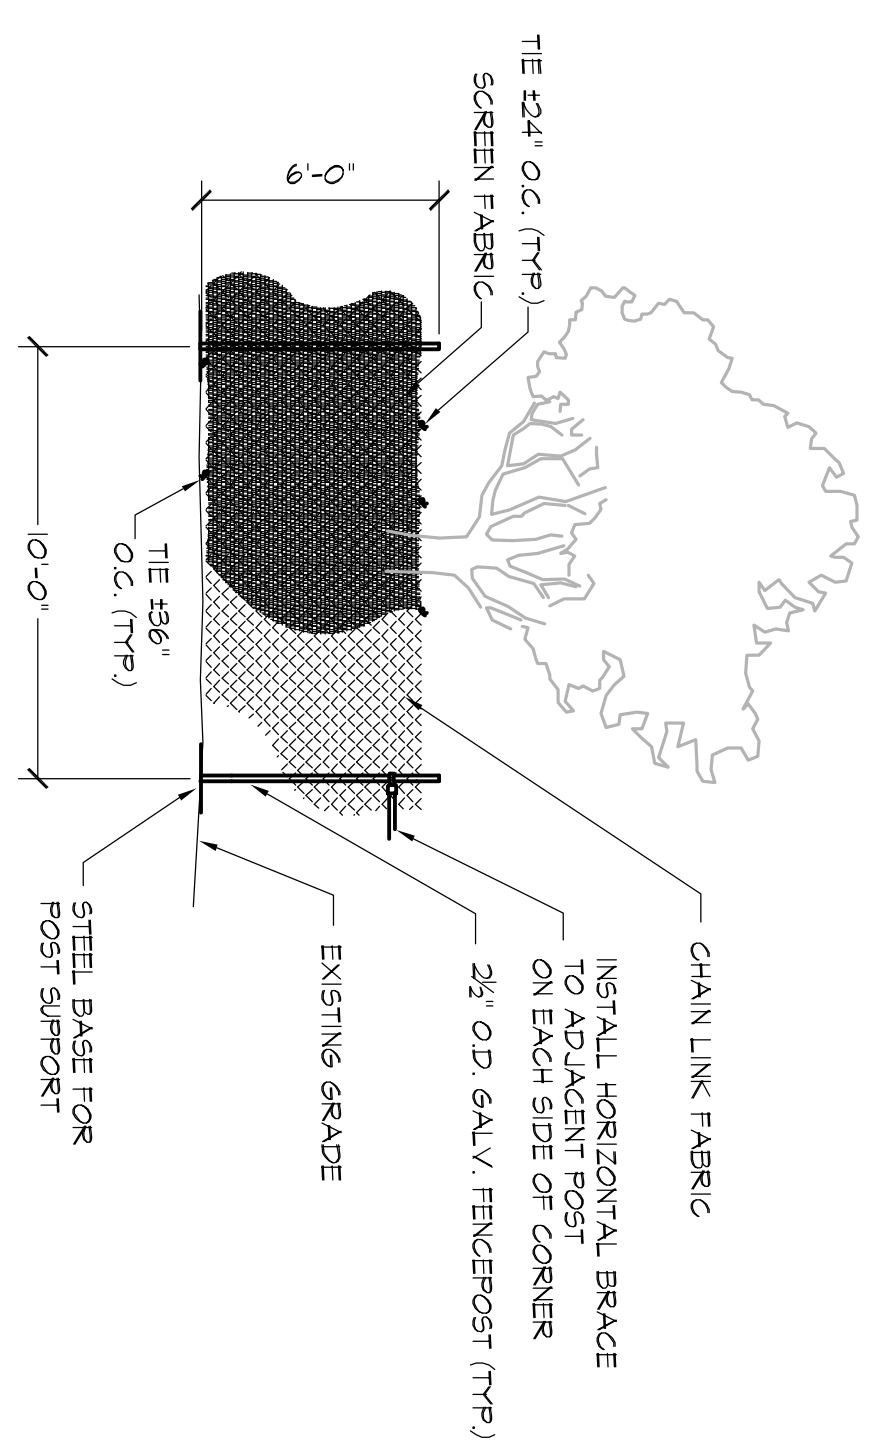 TIE ±24" O.C. (TYP.)
SCREEN FABRIC
6'-0"
10'-0"
TIE ±36"
O.C. (TYP.)
CHAIN LINK FABRIC
INSTALL HORIZONTAL BRACE
TO ADJACENT POST
ON EACH SIDE OF CORNER
2½" O.D. GALV. FENCEPOST (TYP.)
EXISTING GRADE
STEEL BASE FOR
POST SUPPORT